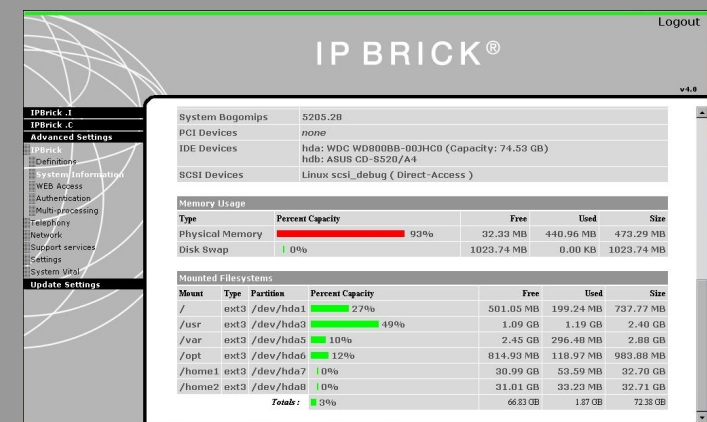 Logout
IPBRICK®
v4.0
IPBrick .I
IPBrick .C
Advanced Settings
IPBrick
Definitions
System Information
WEB Access
Authentication
Multi-processing
Telephony
Network
Support services
Settings
System Vital
Update Settings
System Bogomips 5205.28
PCI Devices none
IDE Devices hda: WDC WD800BB-00JHC0 (Capacity: 74.53 GB)
hdb: ASUS CD-S520/A4
SCSI Devices Linux scsi_debug ( Direct-Access )
Memory Usage
Type Percent Capacity Free Used Size
Physical Memory 93% 32.33 MB 440.96 MB 473.29 MB
Disk Swap 0% 1023.74 MB 0.00 KB 1023.74 MB
Mounted Filesystems
Mount Type Partition Percent Capacity Free Used Size
/ ext3 /dev/hda1 27% 501.05 MB 199.24 MB 737.77 MB
/usr ext3 /dev/hda3 49% 1.09 GB 1.19 GB 2.40 GB
/var ext3 /dev/hda5 10% 2.45 GB 296.48 MB 2.88 GB
/opt ext3 /dev/hda6 12% 814.93 MB 118.97 MB 983.88 MB
/home1 ext3 /dev/hda7 0% 30.99 GB 53.59 MB 32.70 GB
/home2 ext3 /dev/hda8 0% 31.01 GB 33.23 MB 32.71 GB
Totals : 3% 66.83 GB 1.87 GB 72.38 GB